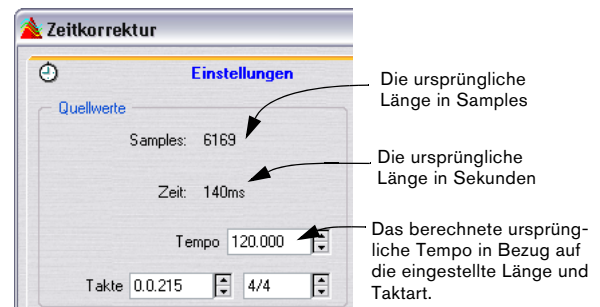 Zeitkorrektur
Einstellungen
Quellwerte
Samples: 6169
Zeit: 140ms
Tempo 120.000
Takte 0.0.215 4/4
Die ursprüngliche
Länge in Samples
Die ursprüngliche
Länge in Sekunden
Das berechnete ursprüng-
liche Tempo in Bezug auf
die eingestellte Länge und
Taktart.